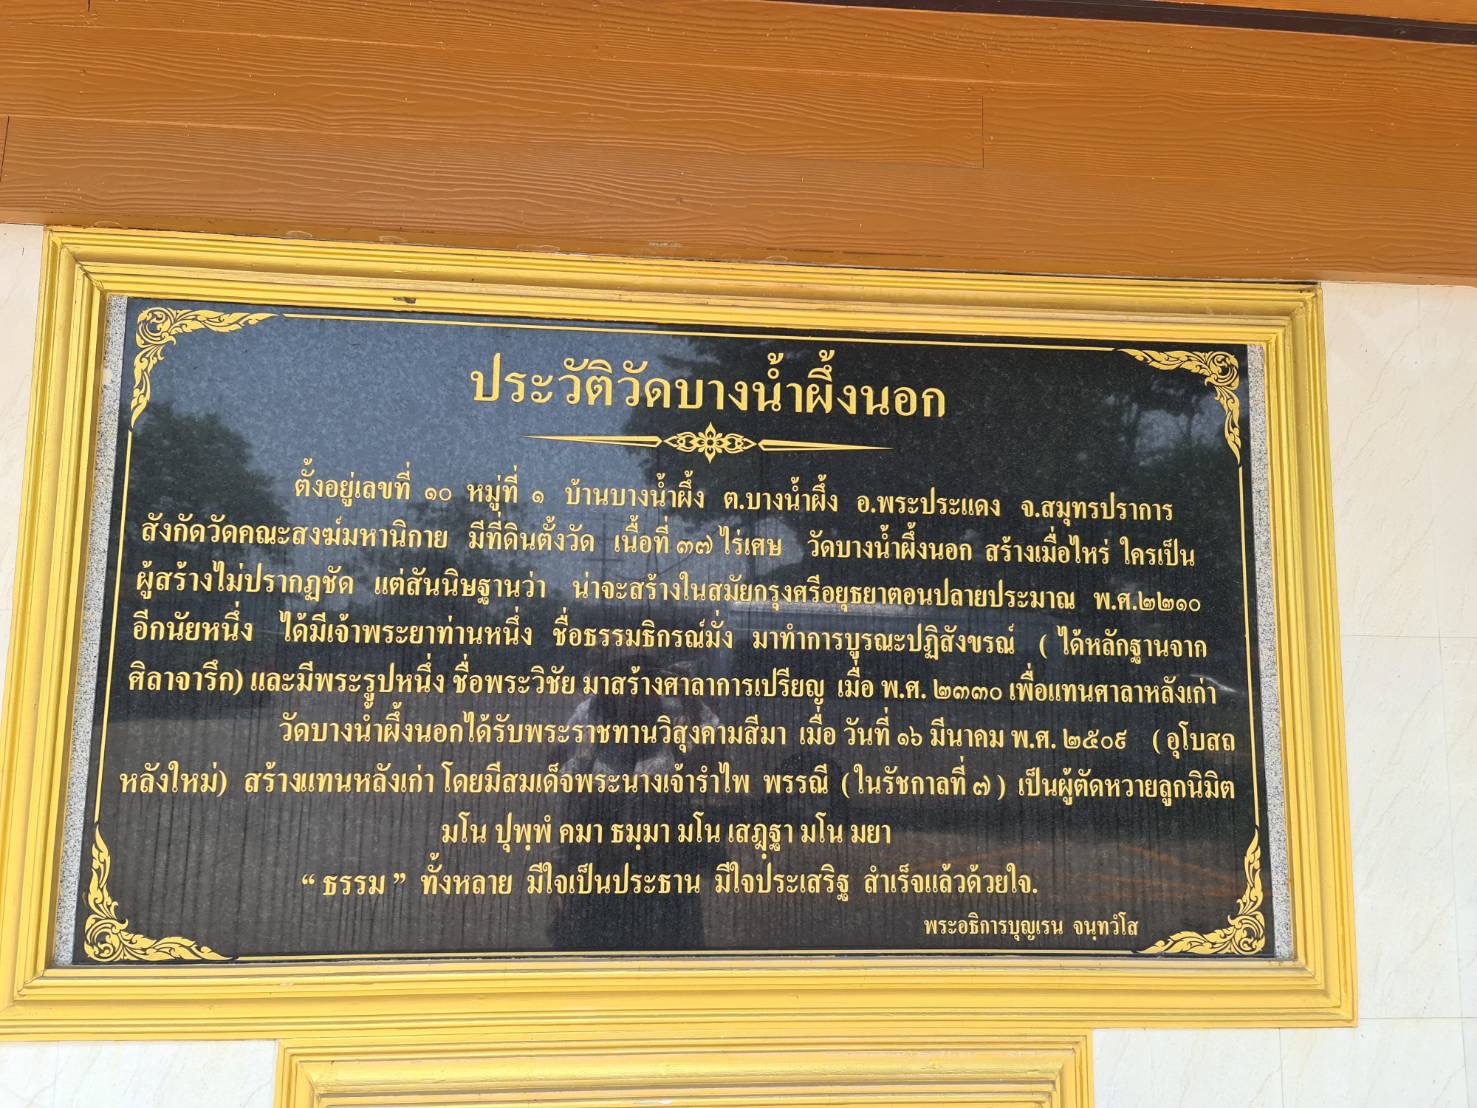 ประวัติวัดบางน้ำผึ้งนอก
ตั้งอยู่เลขที่ ๑๐ หมู่ที่ ๑ บ้านบางน้ำผึ้ง ต.บางน้ำผึ้ง อ.พระประแดง จ.สมุทรปราการ
สังกัดวัดคณะสงฆ์มหานิกาย มีที่ดินตั้งวัด เนื้อที่ ๓๗ ไร่เศษ วัดบางน้ำผึ้งนอก สร้างเมื่อไหร่ ใครเป็น
ผู้สร้างไม่ปรากฏชัด แต่สันนิษฐานว่า น่าจะสร้างในสมัยกรุงศรีอยุธยาตอนปลายประมาณ พ.ศ.๒๒๑๐
อีกนัยหนึ่ง ได้มีเจ้าพระยาท่านหนึ่ง ชื่อธรรมธิกรณ์มั่ง มาทำการบูรณะปฏิสังขรณ์ ( ได้หลักฐานจาก
ศิลาจารึก) และมีพระรูปหนึ่ง ชื่อพระวิชัย มาสร้างศาลาการเปรียญ เมื่อ พ.ศ. ๒๓๓๐ เพื่อแทนศาลาหลังเก่า
วัดบางน้ำผึ้งนอกได้รับพระราชทานวิสุงคามสีมา เมื่อ วันที่ ๑๖ มีนาคม พ.ศ. ๒๕๐๙ ( อุโบสถ
หลังใหม่) สร้างแทนหลังเก่า โดยมีสมเด็จพระนางเจ้ารำไพ พรรณี ( ในรัชกาลที่ ๗ ) เป็นผู้ตัดหวายลูกนิมิต
มโน ปุพฺพํ คมา ธมฺมา มโน เสฎฺฐา มโน มยา
“ ธรรม ” ทั้งหลาย มีใจเป็นประธาน มีใจประเสริฐ สำเร็จแล้วด้วยใจ.
พระอธิการบุญเรน จนฺทวํโส